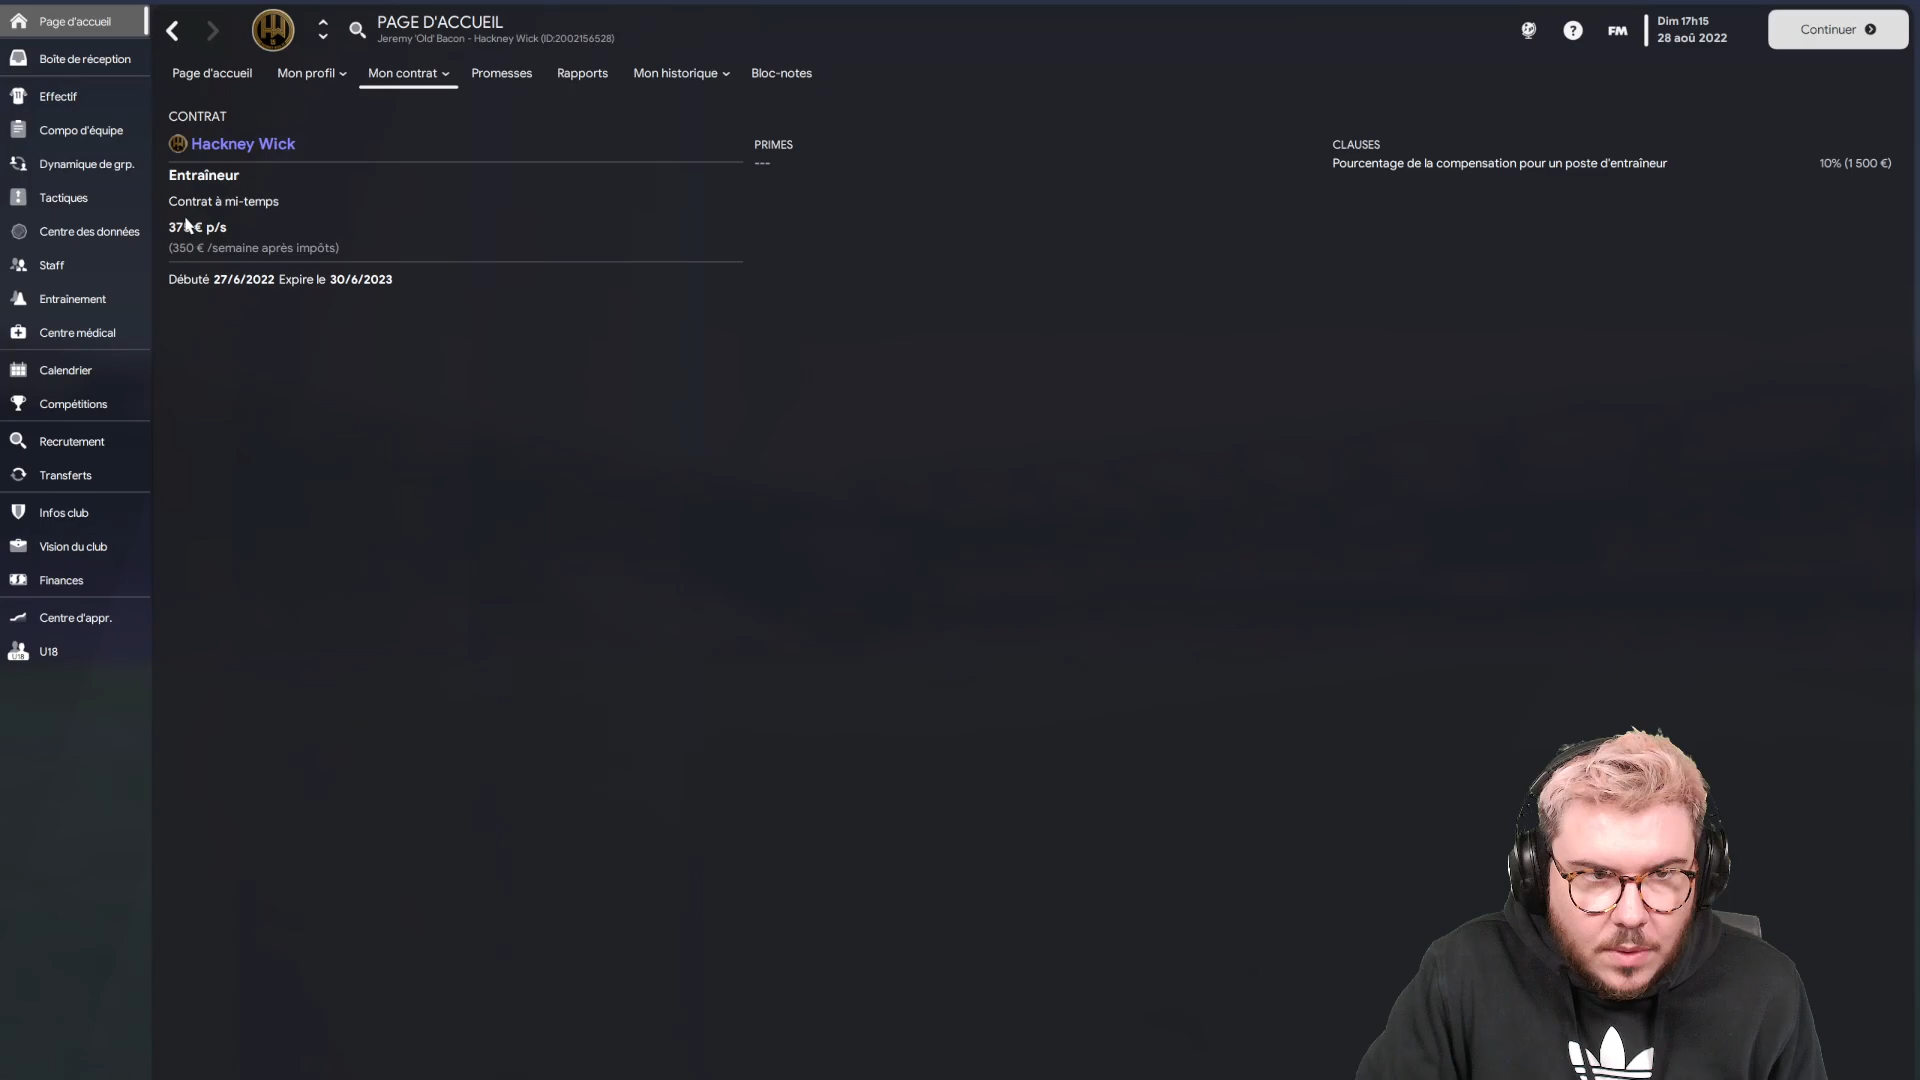 Page d'accueil
Boîte de réception
Effectif
Compo d'équipe
Dynamique de grp.
Tactiques
Centre des données
Staff
Entraînement
Centre médical
Calendrier
Compétitions
Recrutement
Transferts
Infos club
Vision du club
Finances
Centre d'appr.
U18
PAGE D'ACCUEIL
Jeremy 'Old' Bacon - Hackney Wick (ID:2002156528)
FM
Dim 17h15
28 aoû 2022
Continuer
Page d'accueil Mon profil Mon contrat Promesses Rapports Mon historique Bloc-notes
CONTRAT
Hackney Wick
Entraîneur
Contrat à mi-temps
€ p/s
(350 € /semaine après impôts)
Débuté 27/6/2022 Expire le 30/6/2023
PRIMES
---
CLAUSES
Pourcentage de la compensation pour un poste d'entraîneur 10% (1 500 €)